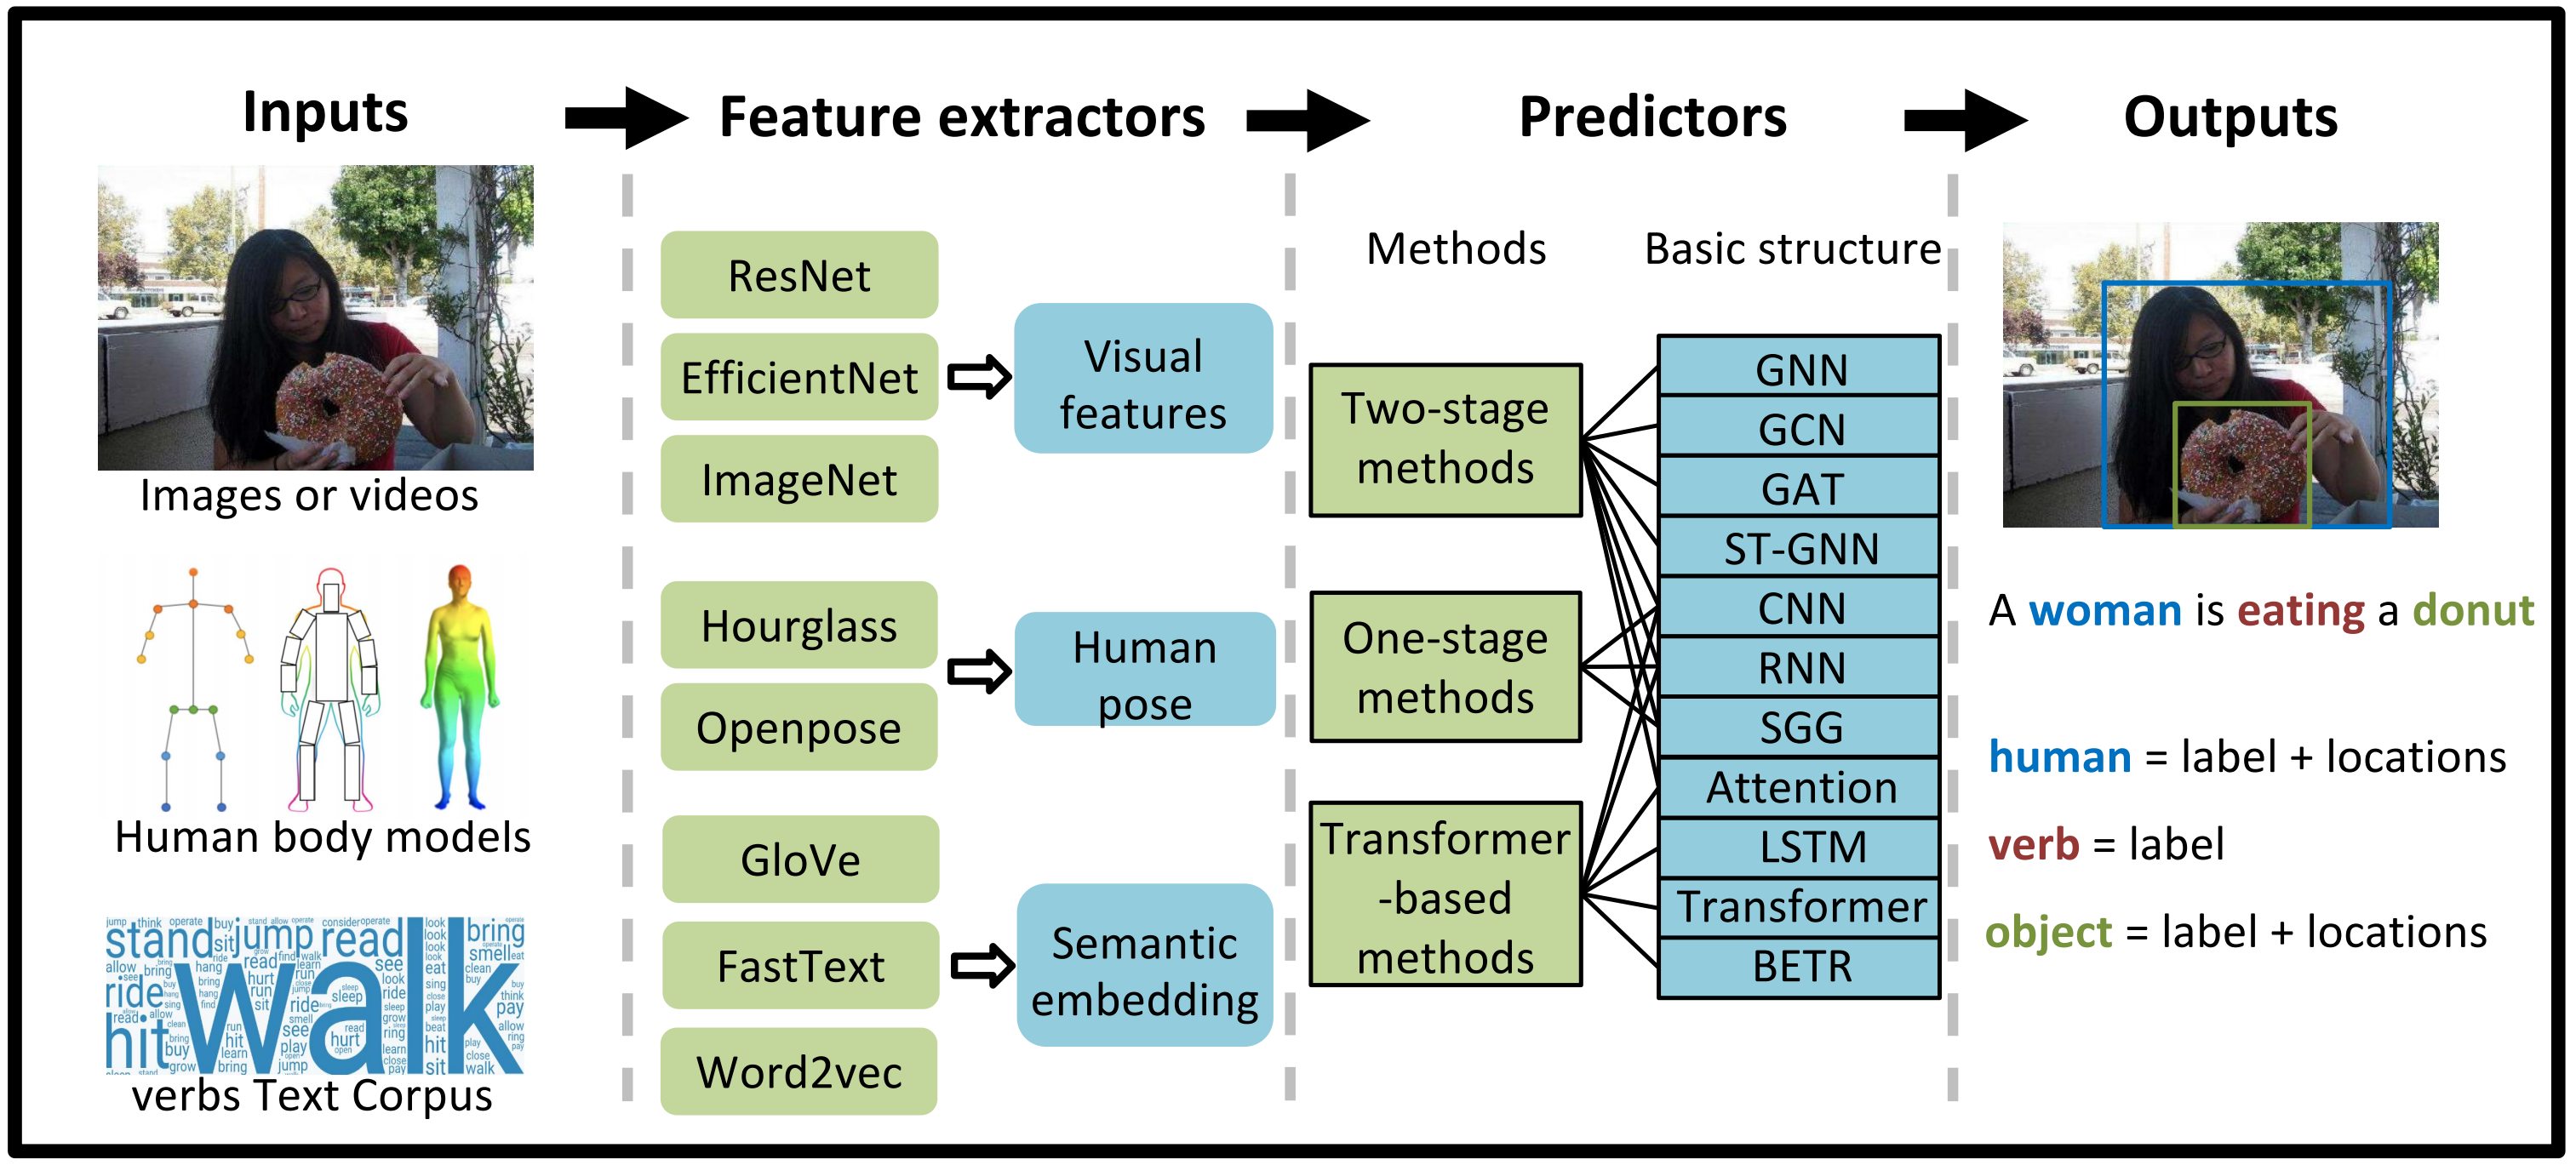 Inputs
Feature extractors
Predictors
Outputs
Images or videos
Human body models
stand
sit
jump
read
bring
smell
ride
hit
walk
verbs Text Corpus
ResNet
EfficientNet
ImageNet
Visual
features
Hourglass
Openpose
Human
pose
GloVe
FastText
Word2vec
Semantic
embedding
Methods
Basic structure
Two-stage
methods
One-stage
methods
Transformer
-based
methods
GNN
GCN
GAT
ST-GNN
CNN
RNN
SGG
Attention
LSTM
Transformer
BETR
A woman is eating a donut
human = label + locations
verb = label
object = label + locations